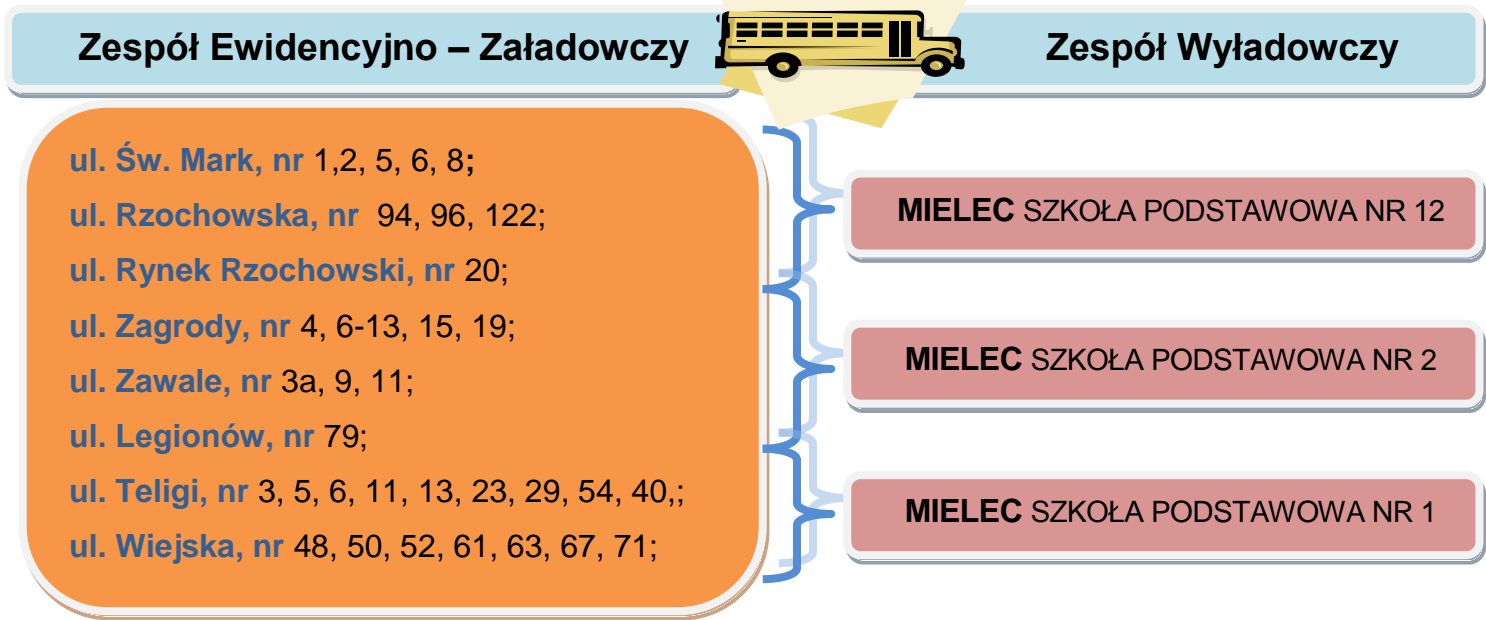 Zespół Ewidencyjno – Załadowczy
Zespół Wyładowczy
ul. Św. Mark, nr 1,2, 5, 6, 8;
ul. Rzochowska, nr 94, 96, 122;
ul. Rynek Rzochowski, nr 20;
ul. Zagrody, nr 4, 6-13, 15, 19;
ul. Zawale, nr 3a, 9, 11;
ul. Legionów, nr 79;
ul. Teligi, nr 3, 5, 6, 11, 13, 23, 29, 54, 40,;
ul. Wiejska, nr 48, 50, 52, 61, 63, 67, 71;
MIELEC SZKOŁA PODSTAWOWA NR 12
MIELEC SZKOŁA PODSTAWOWA NR 2
MIELEC SZKOŁA PODSTAWOWA NR 1